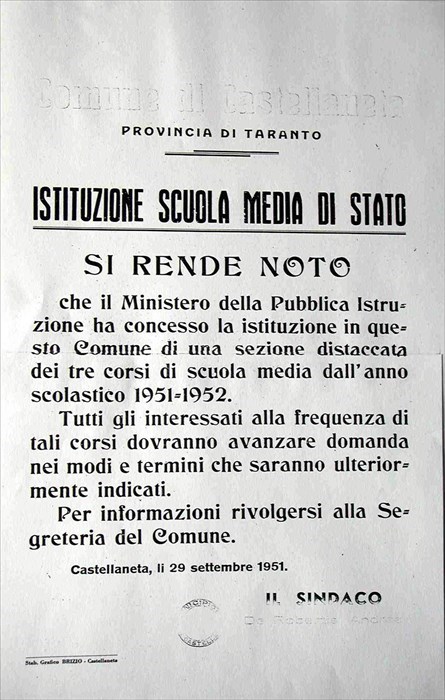 Comune di Castellaneta
PROVINCIA DI TARANTO
ISTITUZIONE SCUOLA MEDIA DI STATO
SI RENDE NOTO
che il Ministero della Pubblica Istru=
zione ha concesso la istituzione in que=
sto Comune di una sezione distaccata
dei tre corsi di scuola media dall'anno
scolastico 1951=1952.
Tutti gli interessati alla frequenza di
tali corsi dovranno avanzare domanda
nei modi e termini che saranno ulterior=
mente indicati.
Per informazioni rivolgersi alla Se=
greteria del Comune.
Castellaneta, li 29 settembre 1951.
IL SINDACO
De Robertis Andrea
Stab. Grafico BRIZIO - Castellaneta